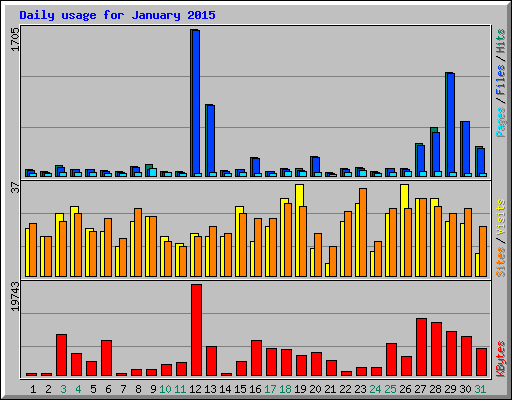 Daily usage for January 2015
1705
Pages / Files / Hits
37
Sites / Visits
19743
KBytes
1 2 3 4 5 6 7 8 9 10 11 12 13 14 15 16 17 18 19 20 21 22 23 24 25 26 27 28 29 30 31